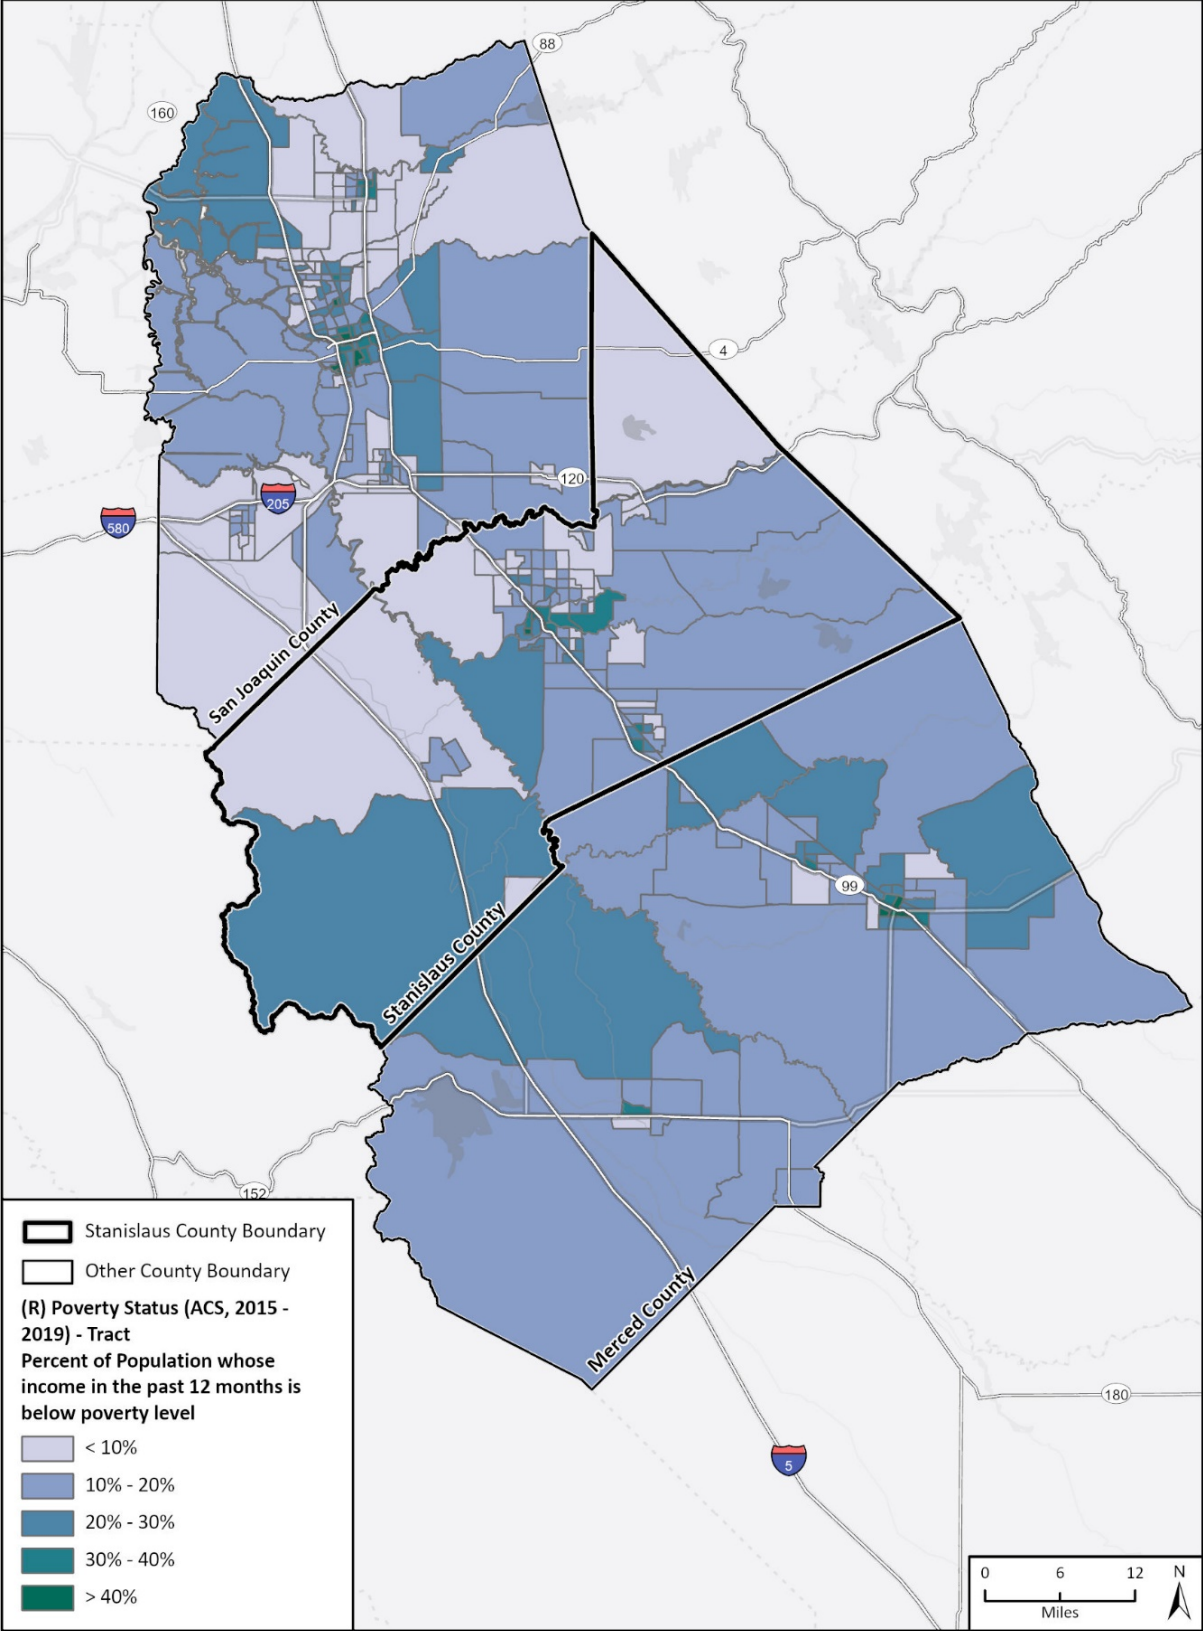 88
160
4
120
205
580
San Joaquin County
99
Stanislaus County
152
Merced County
180
5
Stanislaus County Boundary
Other County Boundary
(R) Poverty Status (ACS, 2015 -
2019) - Tract
Percent of Population whose
income in the past 12 months is
below poverty level
< 10%
10% - 20%
20% - 30%
30% - 40%
> 40%
0 6 12 N
Miles